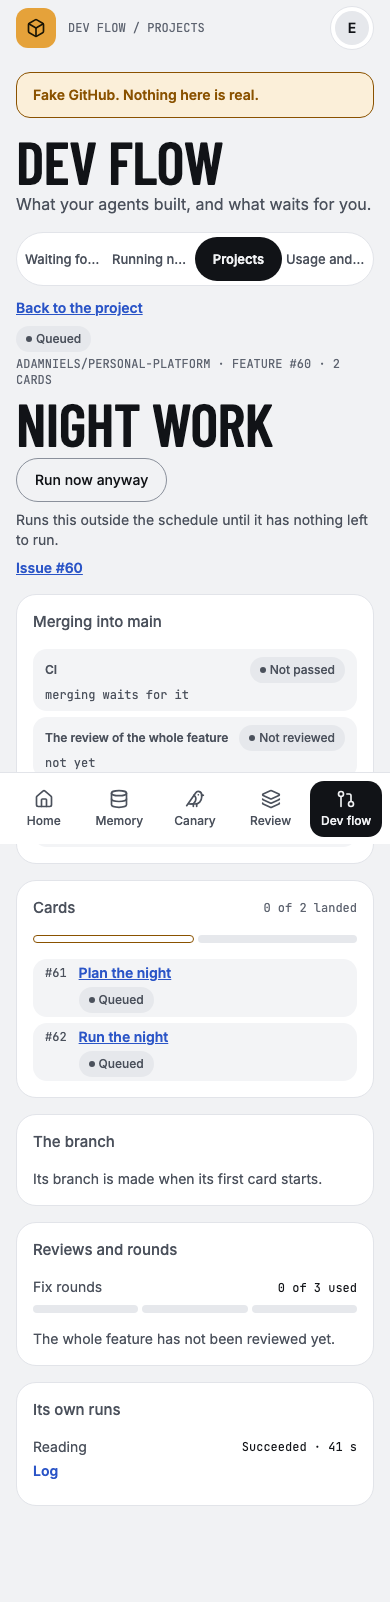 DEV FLOW / PROJECTS
E
Fake GitHub. Nothing here is real.
DEV FLOW
What your agents built, and what waits for you.
Waiting fo... Running n... Projects Usage and...
Back to the project
Queued
ADAMNIELS/PERSONAL-PLATFORM · FEATURE #60 · 2
CARDS
NIGHT WORK
Run now anyway
Runs this outside the schedule until it has nothing left
to run.
Issue #60
Merging into main
CI Not passed
merging waits for it
The review of the whole feature Not reviewed
not yet
Home Memory Canary Review Dev flow
Cards 0 of 2 landed
#61 Plan the night
Queued
#62 Run the night
Queued
The branch
Its branch is made when its first card starts.
Reviews and rounds
Fix rounds 0 of 3 used
The whole feature has not been reviewed yet.
Its own runs
Reading Succeeded · 41 s
Log